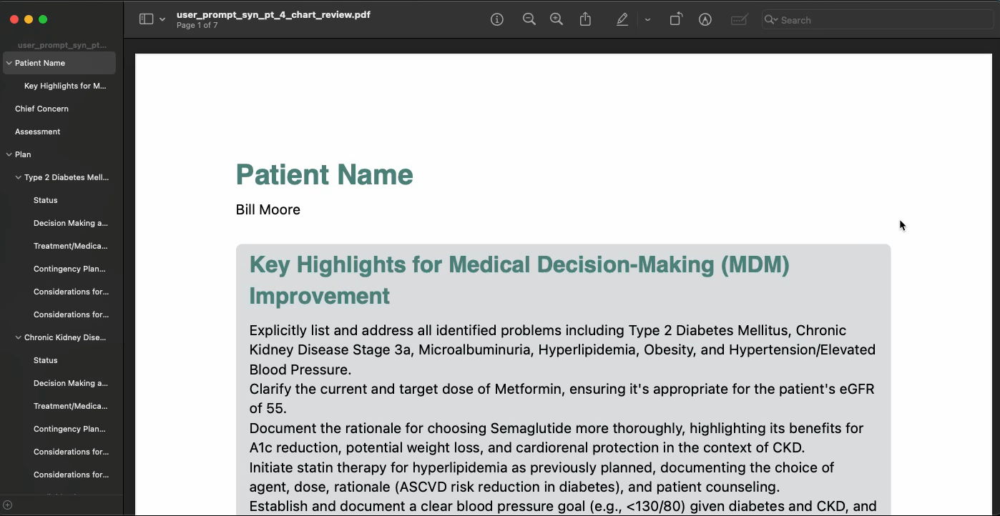 user_prompt_syn_pt_4_chart_review.pdf
Page 1 of 7
Search
user_prompt_syn_pt...
Patient Name
Key Highlights for M...
Chief Concern
Assessment
Plan
Type 2 Diabetes Mell...
Status
Decision Making a...
Treatment/Medica...
Contingency Plan...
Considerations for...
Considerations for...
Chronic Kidney Dise...
Status
Decision Making a...
Treatment/Medica...
Contingency Plan...
Considerations for...
Considerations for...
Patient Name
Bill Moore
Key Highlights for Medical Decision-Making (MDM)
Improvement
Explicitly list and address all identified problems including Type 2 Diabetes Mellitus, Chronic
Kidney Disease Stage 3a, Microalbuminuria, Hyperlipidemia, Obesity, and Hypertension/Elevated
Blood Pressure.
Clarify the current and target dose of Metformin, ensuring it's appropriate for the patient's eGFR
of 55.
Document the rationale for choosing Semaglutide more thoroughly, highlighting its benefits for
A1c reduction, potential weight loss, and cardiorenal protection in the context of CKD.
Initiate statin therapy for hyperlipidemia as previously planned, documenting the choice of
agent, dose, rationale (ASCVD risk reduction in diabetes), and patient counseling.
Establish and document a clear blood pressure goal (e.g., <130/80) given diabetes and CKD, and